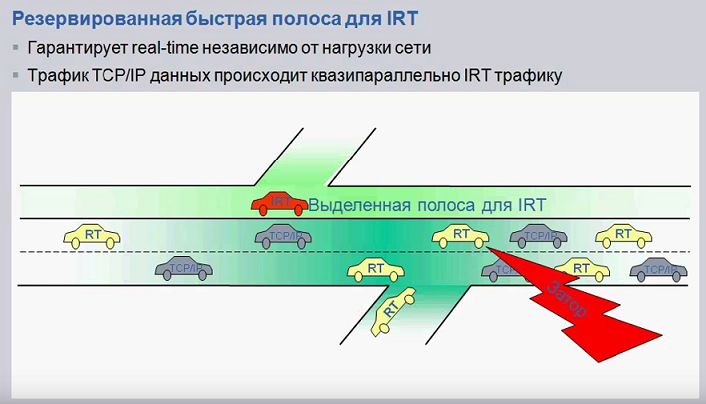 Резервированная быстрая полоса для IRT
Гарантирует real-time независимо от нагрузки сети
Трафик TCP/IP данных происходит квазипараллельно IRT трафику
IRT
Выделенная полоса для IRT
RT
TCP/IP
RT
TCP/IP
RT
TCP/IP
RT
TCP/IP
RT
TCP/IP
RT
Затор